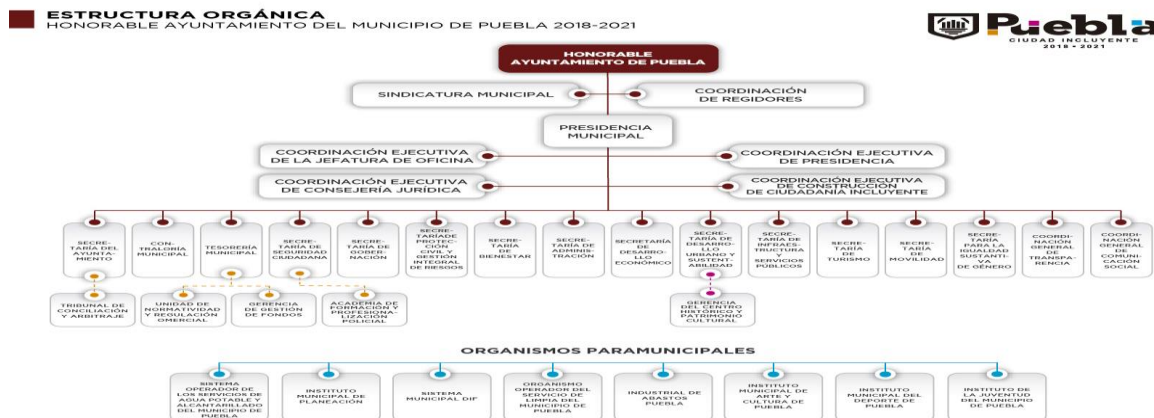 ESTRUCTURA ORGÁNICA
HONORABLE AYUNTAMIENTO DEL MUNICIPIO DE PUEBLA 2018-2021
Puebla
CIUDAD INCLUYENTE
2018 • 2021
HONORABLE
AYUNTAMIENTO DE PUEBLA
SINDICATURA MUNICIPAL
COORDINACIÓN
DE REGIDORES
PRESIDENCIA
MUNICIPAL
COORDINACIÓN EJECUTIVA
DE LA JEFATURA DE OFICINA
COORDINACIÓN EJECUTIVA
DE PRESIDENCIA
COORDINACIÓN EJECUTIVA
DE CONSEJERÍA JURÍDICA
COORDINACIÓN EJECUTIVA
DE CONSTRUCCIÓN
DE CIUDADANÍA INCLUYENTE
SECRE-
TARÍA DEL
AYUNTA-
MIENTO
CON-
TRALORÍA
MUNICIPAL
TESORERÍA
MUNICIPAL
SECRE-
TARÍA DE
SEGURIDAD
CIUDADANA
SECRE-
TARÍA DE
GOBER-
NACIÓN
SECRE-
TARÍADE
PROTEC-
CIÓN
CIVIL Y
GESTIÓN
INTEGRAL
DE RIESGOS
SECRE-
TARÍA
DE
BIENESTAR
SECRE-
TARÍA
DE ADMINIS-
TRACIÓN
SECRETARÍA
DE
DESARRO-
LLO
ECONÓMICO
SECRE-
TARÍA DE
DESARRO-
LLO
URBANO Y
SUSTENT-
ABILIDAD
SECRE-
TARÍA DE
INFRAES-
TRUCTURA
Y
SERVICIOS
PÚBLICOS
SECRE-
TARÍA
DE
TURISMO
SECRE-
TARÍA
DE
MOVILIDAD
SECRE-
TARÍA
PARA LA
IGUALDAD
SUSTANTI-
VA
DE GÉNERO
COORDI-
NACIÓN
GENERAL
DE
TRANSPA-
RENCIA
COORDI-
NACIÓN
GENERAL
DE COMUNI-
CACIÓN
SOCIAL
TRIBUNAL DE
CONCILIACIÓN
Y ARBITRAJE
UNIDAD DE
NORMATIVIDAD
Y REGULACIÓN
OMERCIAL
GERENCIA
DE GESTIÓN
DE FONDOS
ACADEMIA DE
FORMACIÓN Y
PROFESIONA-
LIZACIÓN
POLICIAL
GERENCIA
DEL CENTRO
HISTÓRICO Y
PATRIMONIO
CULTURAL
ORGANISMOS PARAMUNICIPALES
SISTEMA
OPERADOR DE
LOS SERVICIOS DE
AGUA POTABLE Y
ALCANTARILLADO
DEL MUNICIPIO DE
PUEBLA
INSTITUTO
MUNICIPAL DE
PLANEACIÓN
SISTEMA
MUNICIPAL DIF
ORGANISMO
OPERADOR DEL
SERVICIO DE
LIMPIA DEL
MUNICIPIO DE
PUEBLA
INDUSTRIAL DE
ABASTOS
PUEBLA
INSTITUTO
MUNICIPAL DE
ARTE Y
CULTURA DE
PUEBLA
INSTITUTO
MUNICIPAL DEL
DEPOTE DE
PUEBLA
INSTITUTO DE
LA JUVENTUD
DEL MUNICIPIO
DE PUEBLA